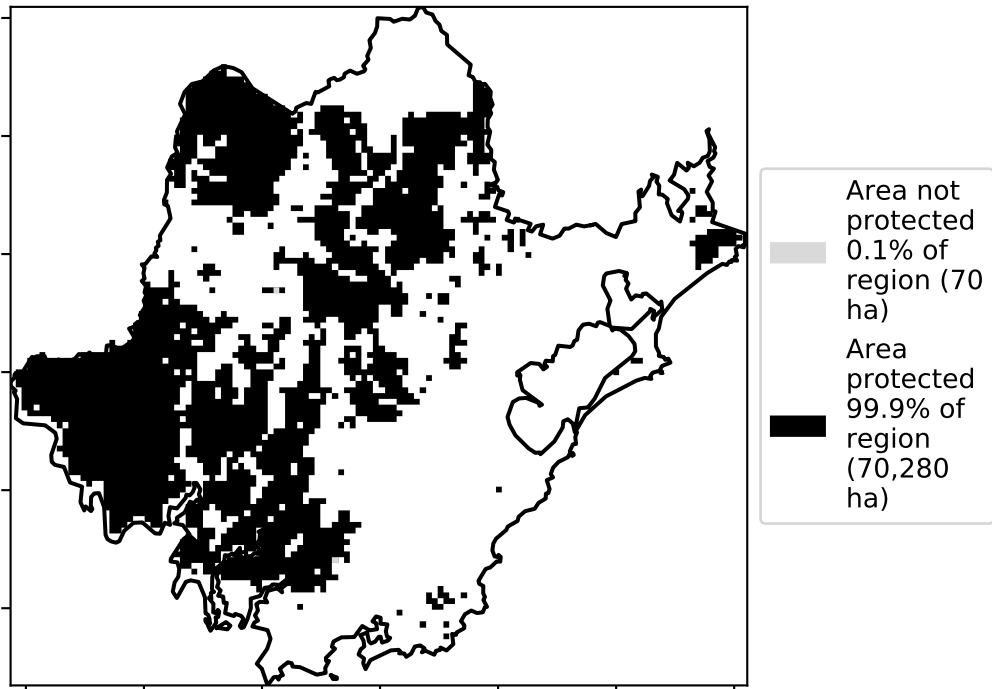 Area not
protected
0.1% of
region (70
ha)
Area
protected
99.9% of
region
(70,280
ha)